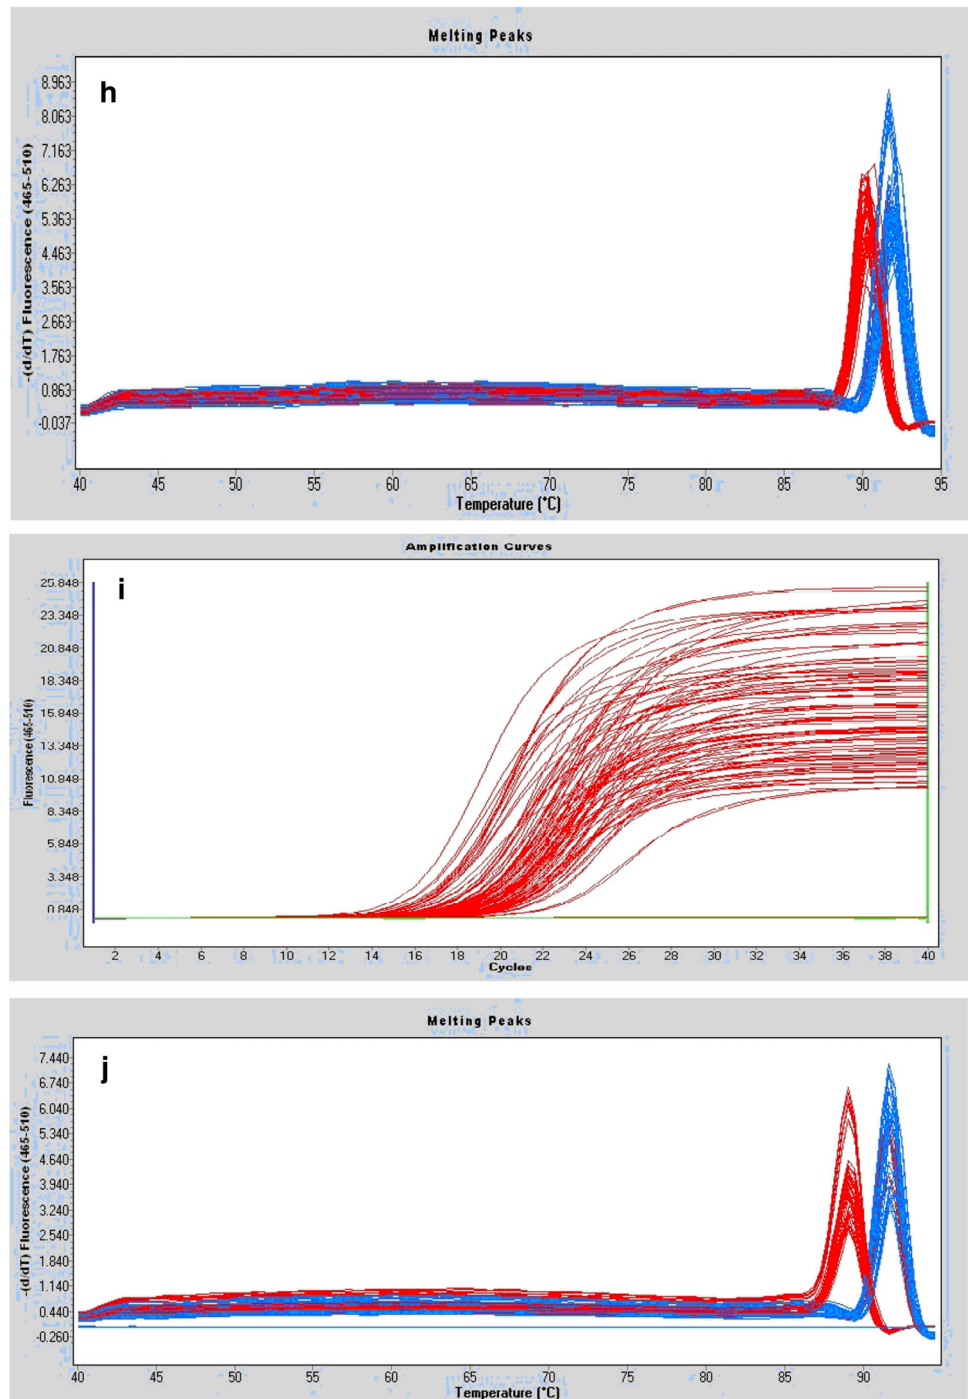 Melting Peaks
h
-(d/dT) Fluorescence (465-510)
8.963
8.063
7.163
6.263
5.363
4.463
3.563
2.663
1.763
0.863
-0.037
40 45 50 55 60 65 70 75 80 85 90 95
Temperature (°C)
Amplification Curves
i
Fluorescence (465-510)
25.848
23.348
20.848
18.348
15.848
13.348
10.848
8.348
5.848
3.348
0.848
2 4 6 8 10 12 14 16 18 20 22 24 26 28 30 32 34 36 38 40
Cycles
Melting Peaks
j
-(d/dT) Fluorescence (465-510)
7.440
6.740
6.040
5.340
4.640
3.940
3.240
2.540
1.840
1.140
0.440
-0.260
40 45 50 55 60 65 70 75 80 85 90
Temperature (°C)